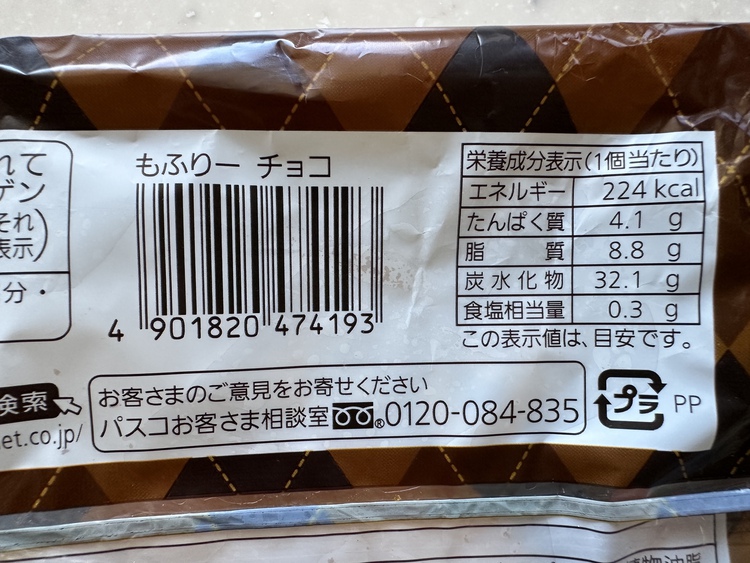 れて
ゲン
それ
表示)
分・
検索
et.co.jp/
もふりー チョコ
4 901820 474193
栄養成分表示(1個当たり)
エネルギー 224 kcal
たんぱく質 4.1 g
脂 質 8.8 g
炭水化物 32.1 g
食塩相当量 0.3 g
この表示値は、目安です。
お客さまのご意見をお寄せください
パスコお客さま相談室 ® 0120-084-835
プラ PP